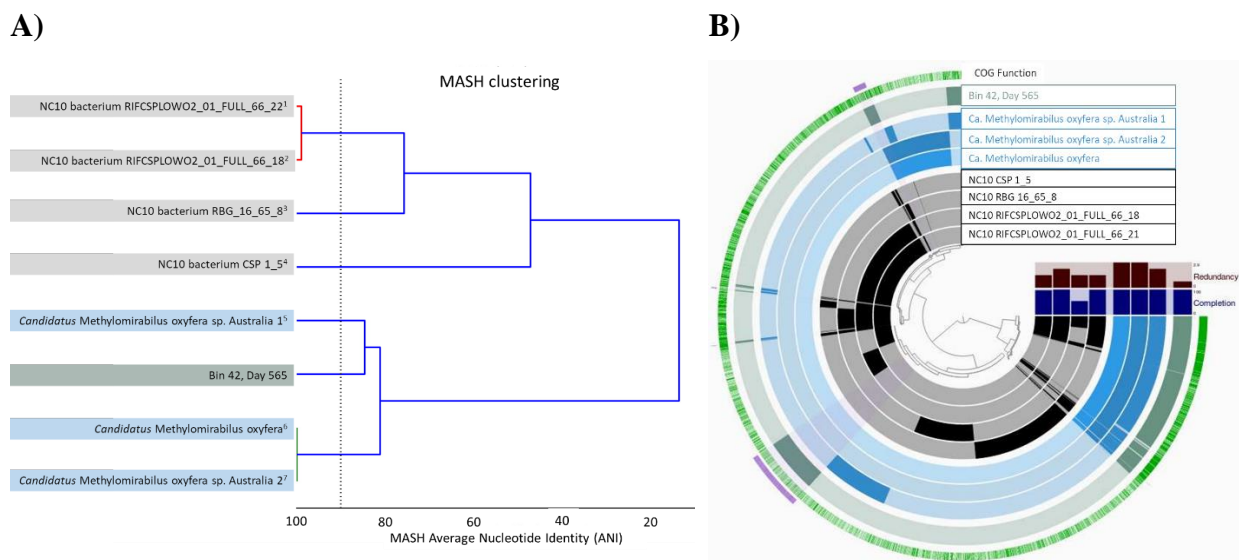 A)
B)
MASH clustering
NC10 bacterium RIFCSPLOWO2_01_FULL_66_22¹
NC10 bacterium RIFCSPLOWO2_01_FULL_66_18²
NC10 bacterium RBG_16_65_8³
NC10 bacterium CSP 1_5⁴
Candidatus Methylomirabilus oxyfera sp. Australia 1⁵
Bin 42, Day 565
Candidatus Methylomirabilus oxyfera⁶
Candidatus Methylomirabilus oxyfera sp. Australia 2⁷
100 80 60 40 20
MASH Average Nucleotide Identity (ANI)
COG Function
Bin 42, Day 565
Ca. Methylomirabilus oxyfera sp. Australia 1
Ca. Methylomirabilus oxyfera sp. Australia 2
Ca. Methylomirabilus oxyfera
NC10 CSP 1_5
NC10 RBG 16_65_8
NC10 RIFCSPLOWO2_01_FULL_66_18
NC10 RIFCSPLOWO2_01_FULL_66_21
Redundancy
Completion